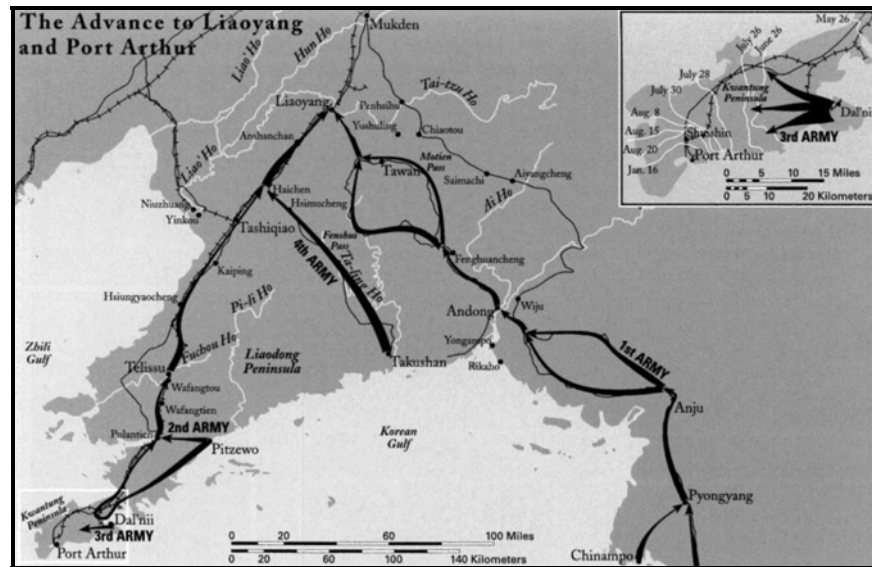 The Advance to Liaoyang
and Port Arthur
Mukden
Liao' Ho
Hun Ho
Tai-tzu Ho
Liaoyang
Penhsihu
Yushuling
Chiaotou
Anshanchan
Liao' Ho
Motien
Pass
Tawan
Saimachi
Aiyangcheng
Haichen
Hsimucheng
Ai Ho
Niuzhuang
Yinkou
Tashiqiao
Fenshui
Pass
Fenghuancheng
4th ARMY
Ta-ling Ho
Kaiping
Hsiungyaocheng
Pi-li Ho
Andong
Wiju
Yongampo
Rikaho
Zhili
Gulf
Fuchou Ho
Liaodong
Peninsula
Takushan
1st ARMY
Telissu
Wafangtou
Wafangtien
Anju
2nd ARMY
Pulantien
Pitzewo
Korean
Gulf
Kwantung
Peninsula
Dal'nii
3rd ARMY
Port Arthur
Pyongyang
Chinampo
0 20 60 100 Miles
0 20 60 100 140 Kilometers
May 26
July 26
June 26
July 28
July 30
Kwantung
Peninsula
Aug. 8
Aug. 15
Aug. 20
Jan. 16
Shuishin
Port Arthur
Dal'nii
3rd ARMY
0 5 10 15 Miles
0 5 10 20 Kilometers